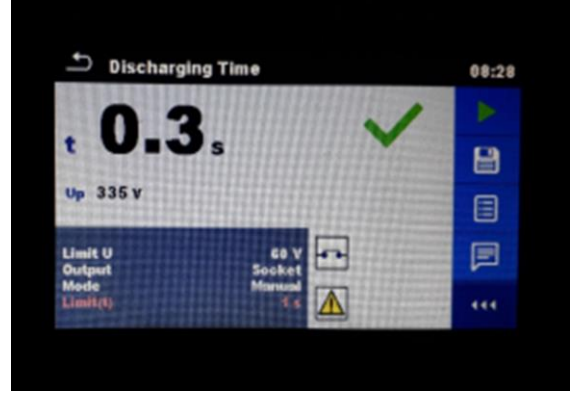 Discharging Time 08:28
t 0.3 s
Up 335 V
Limit U 60 V
Output Socket
Mode Manual
Limit(t) 1 s